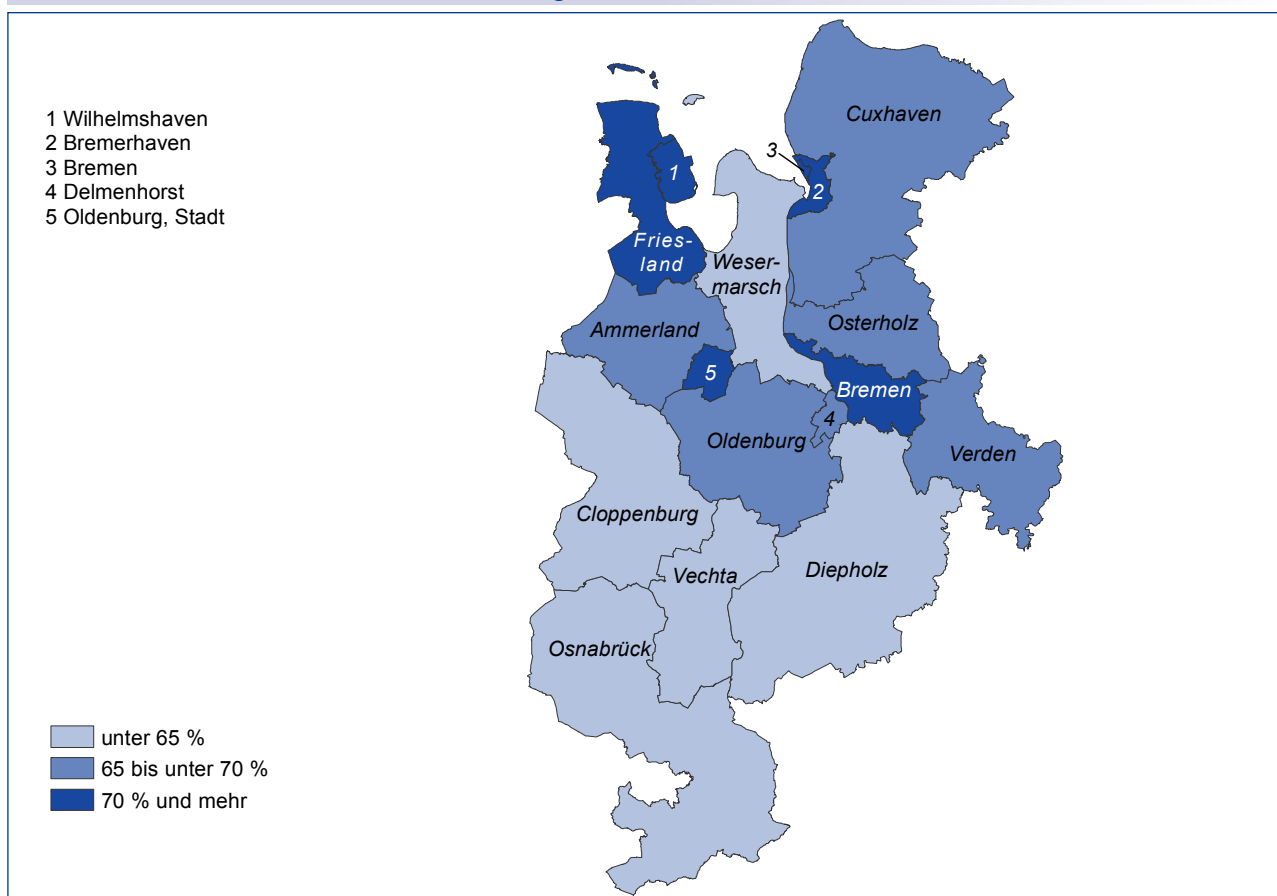 1 Wilhelmshaven
2 Bremerhaven
3 Bremen
4 Delmenhorst
5 Oldenburg, Stadt
Cuxhaven
3
1
2
Fries-
land
Weser-
marsch
Osterholz
Ammerland
5
Bremen
4
Oldenburg
Verden
Cloppenburg
Vechta
Diepholz
Osnabrück
unter 65 %
65 bis unter 70 %
70 % und mehr